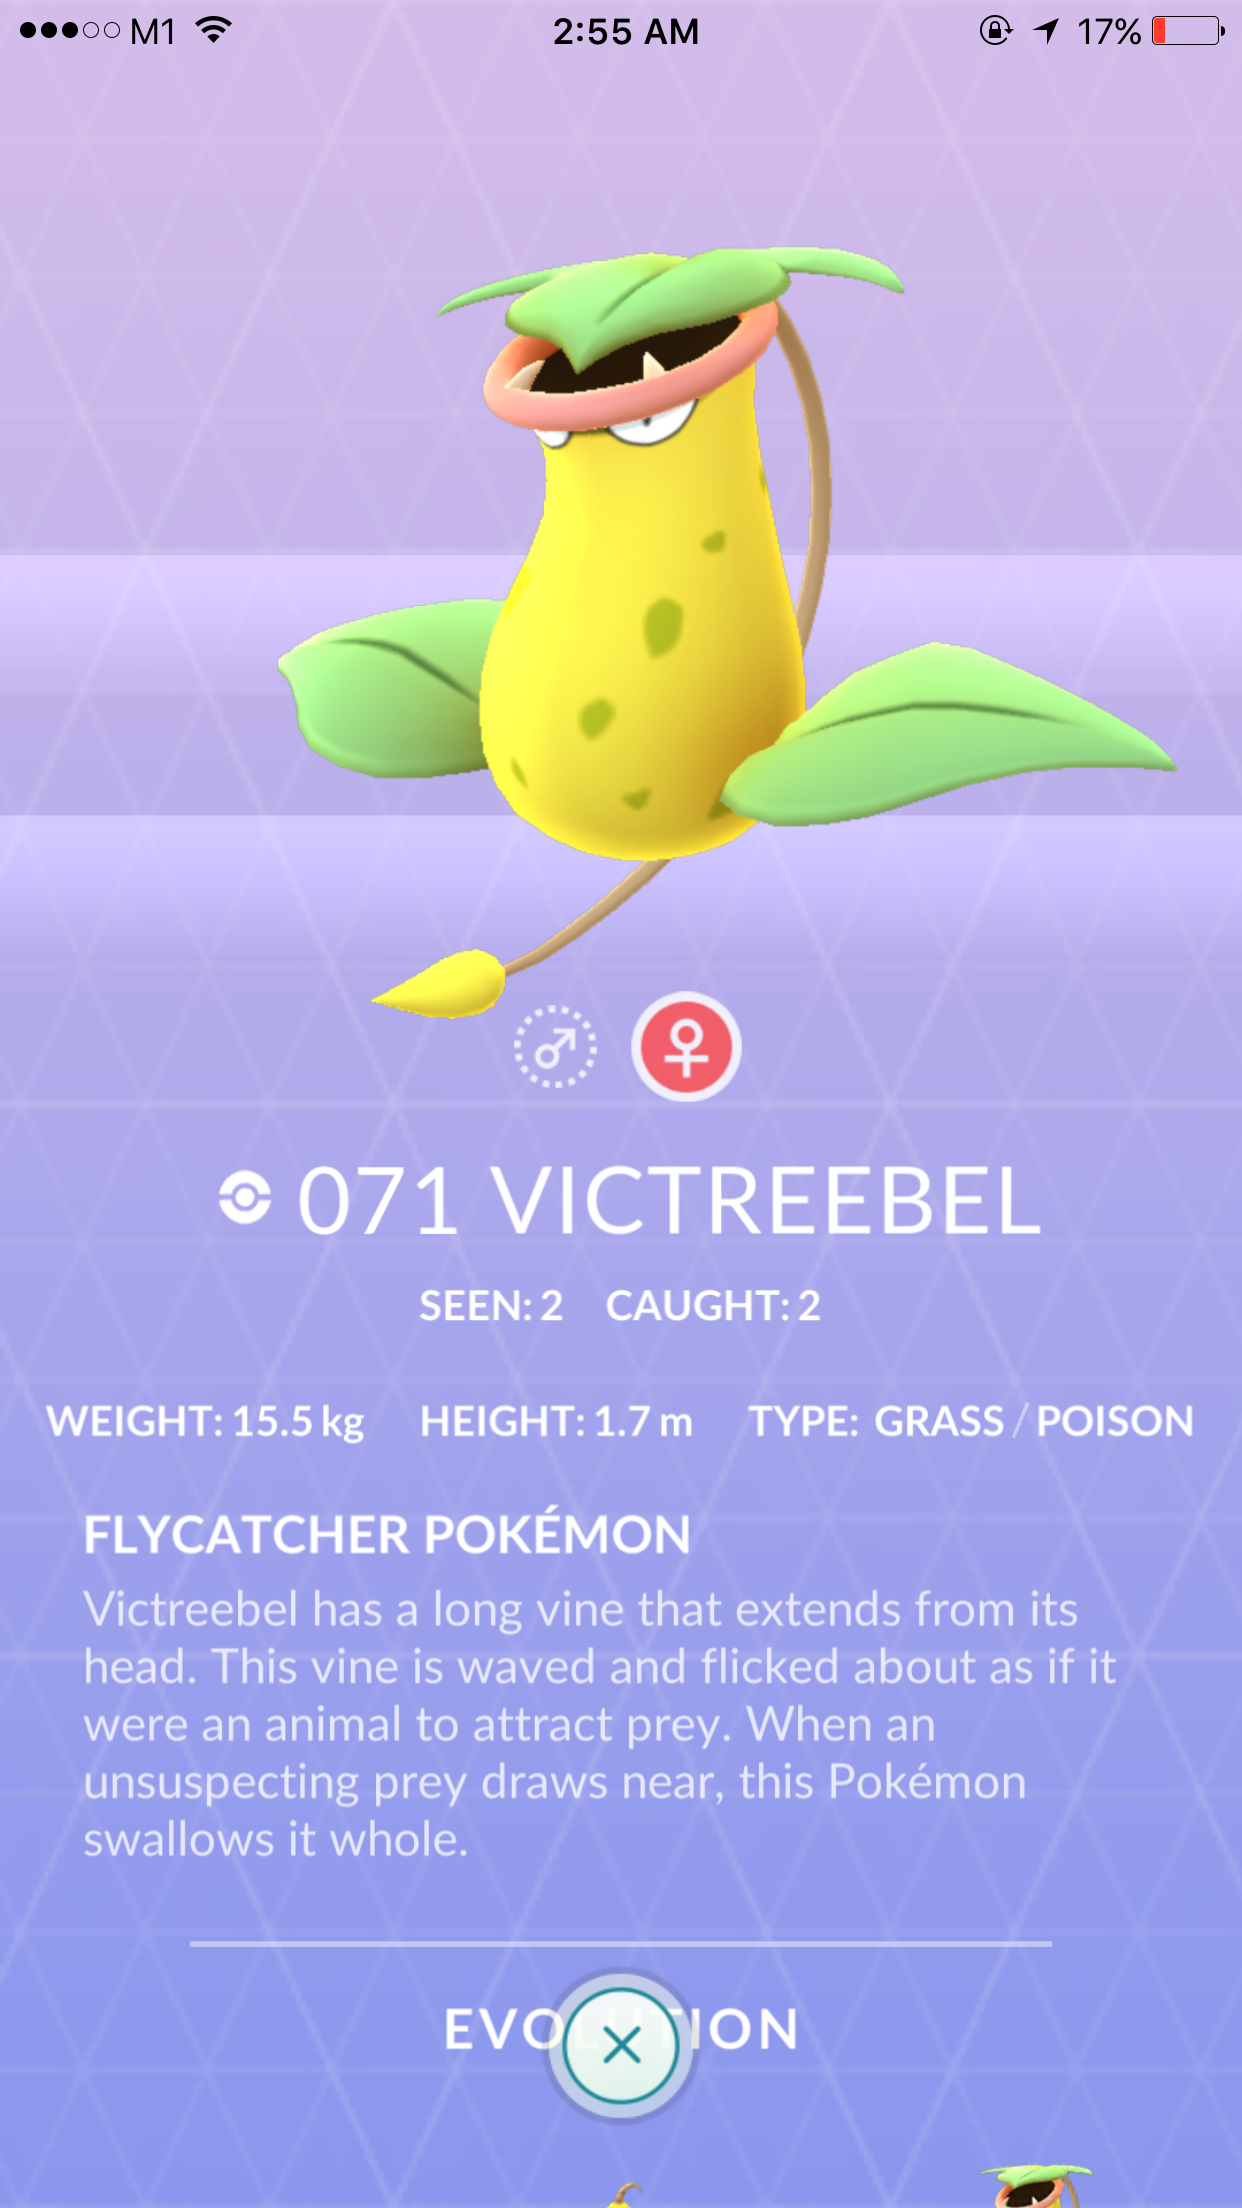 M1 2:55 AM 17%
071 VICTREEBEL
SEEN: 2 CAUGHT: 2
WEIGHT: 15.5 kg HEIGHT: 1.7 m TYPE: GRASS / POISON
FLYCATCHER POKÉMON
Victreebel has a long vine that extends from its
head. This vine is waved and flicked about as if it
were an animal to attract prey. When an
unsuspecting prey draws near, this Pokémon
swallows it whole.
EVOLUTION